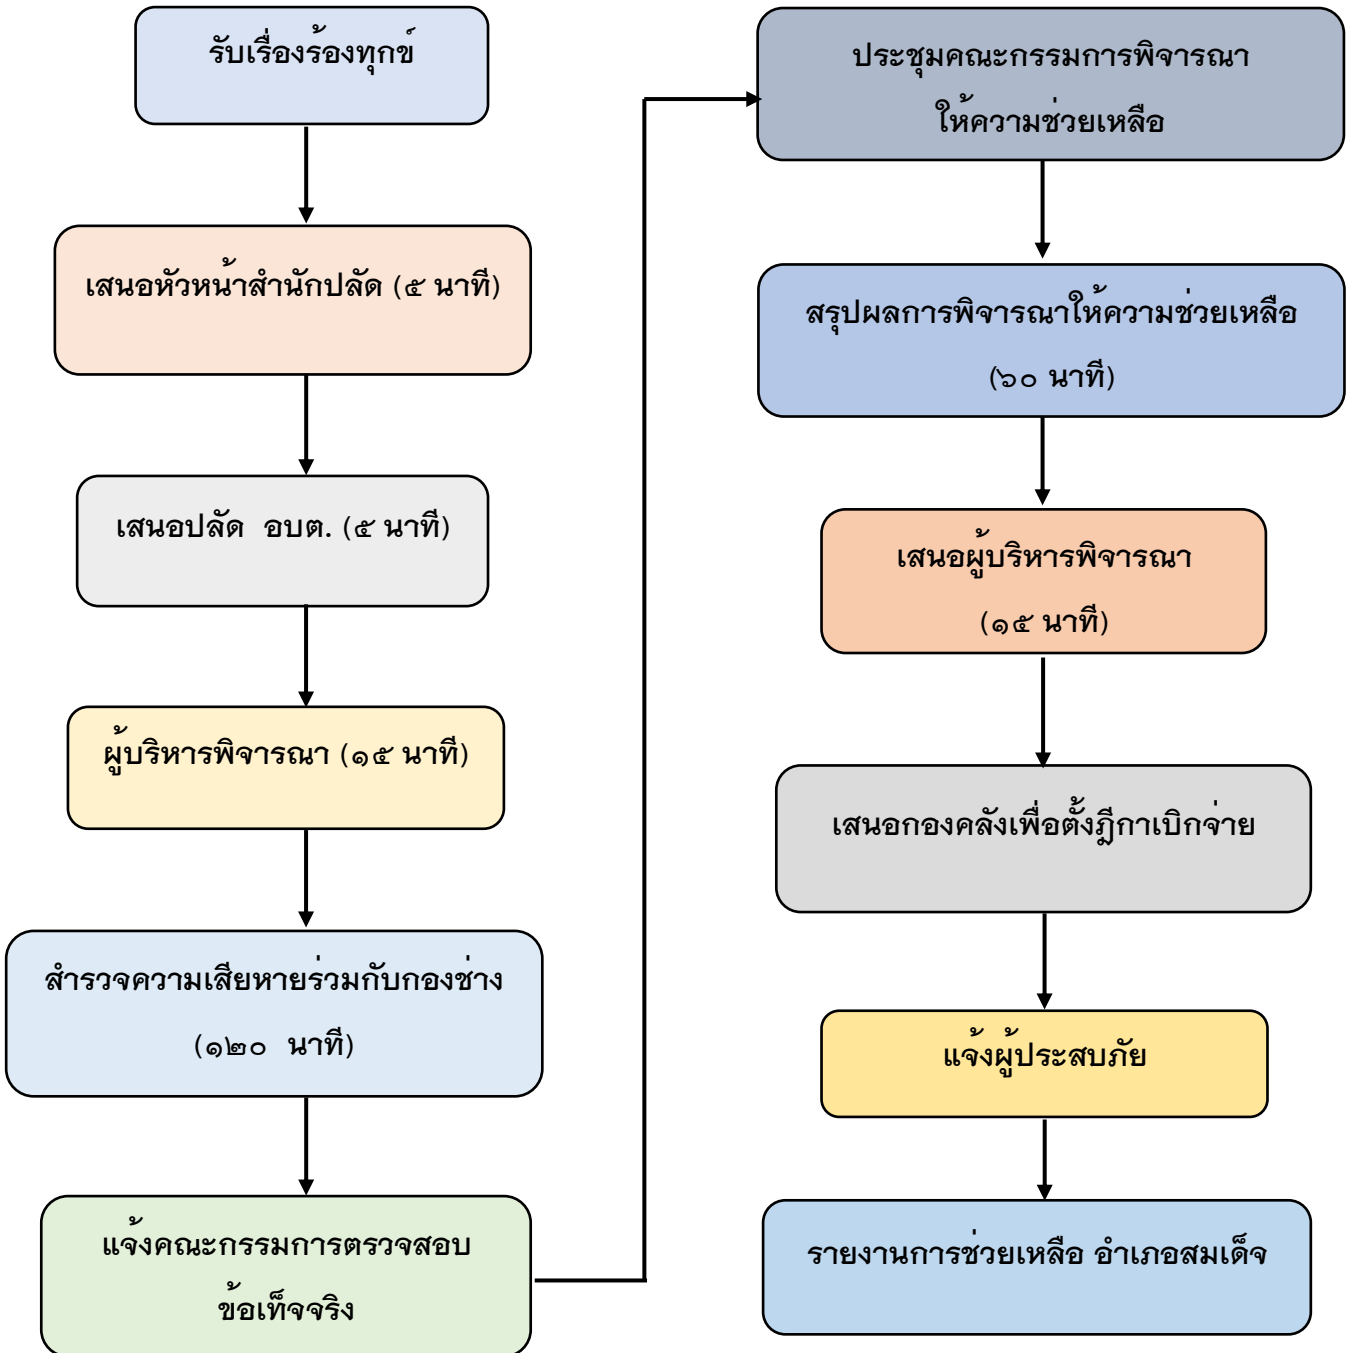 รับเรื่องร้องทุกข์
เสนอหัวหน้าสำนักปลัด (๕ นาที)
เสนอปลัด อบต. (๕ นาที)
ผู้บริหารพิจารณา (๑๕ นาที)
สำรวจความเสียหายร่วมกับกองช่าง
(๑๒๐ นาที)
แจ้งคณะกรรมการตรวจสอบ
ข้อเท็จจริง
ประชุมคณะกรรมการพิจารณา
ให้ความช่วยเหลือ
สรุปผลการพิจารณาให้ความช่วยเหลือ
(๖๐ นาที)
เสนอผู้บริหารพิจารณา
(๑๕ นาที)
เสนอกองคลังเพื่อตั้งฎีกาเบิกจ่าย
แจ้งผู้ประสบภัย
รายงานการช่วยเหลือ อำเภอสมเด็จ